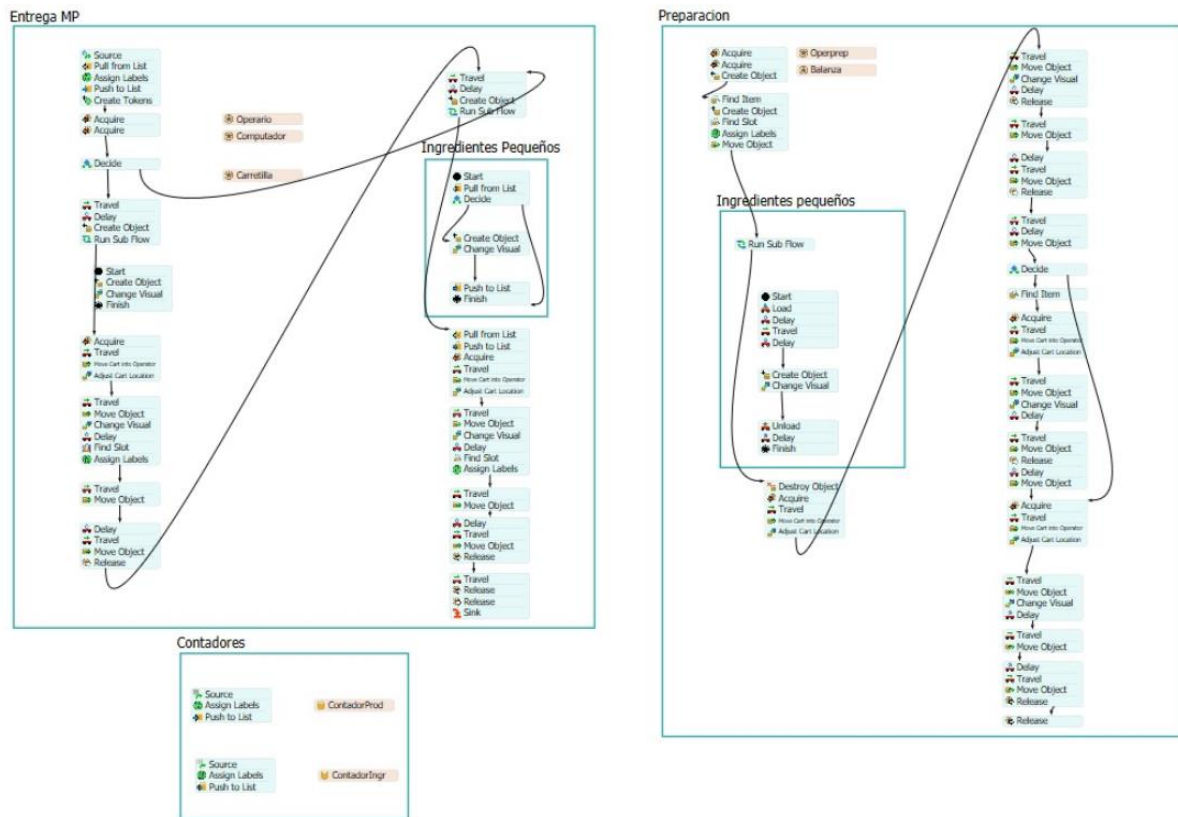 Entrega MP
Source
Pull from List
Assign Labels
Push to List
Create Tokens
Acquire
Acquire
Decide
Operario
Computador
Carretilla
Travel
Delay
Create Object
Run Sub Flow
Start
Create Object
Change Visual
Finish
Acquire
Travel
Move Cart into Operator
Adjust Cart Location
Travel
Move Object
Change Visual
Delay
Find Slot
Assign Labels
Travel
Move Object
Delay
Travel
Move Object
Release
Travel
Delay
Create Object
Run Sub Flow
Ingredientes Pequeños
Start
Pull from List
Decide
Create Object
Change Visual
Push to List
Finish
Pull from List
Push to List
Acquire
Travel
Move Cart into Operator
Adjust Cart Location
Travel
Move Object
Change Visual
Delay
Find Slot
Assign Labels
Travel
Move Object
Delay
Travel
Move Object
Release
Travel
Release
Release
Sink
Contadores
Source
Assign Labels
Push to List
ContadorProd
Source
Assign Labels
Push to List
ContadorIngr
Preparacion
Acquire
Acquire
Create Object
Operprep
Balanza
Find Item
Create Object
Find Slot
Assign Labels
Move Object
Ingredientes pequeños
Run Sub Flow
Start
Load
Delay
Travel
Delay
Create Object
Change Visual
Unload
Delay
Finish
Destroy Object
Acquire
Travel
Move Cart into Operator
Adjust Cart Location
Travel
Move Object
Change Visual
Delay
Release
Travel
Move Object
Delay
Travel
Move Object
Release
Travel
Delay
Move Object
Decide
Find Item
Acquire
Travel
Move Cart into Operator
Adjust Cart Location
Travel
Move Object
Change Visual
Delay
Travel
Move Object
Release
Delay
Move Object
Acquire
Travel
Move Cart into Operator
Adjust Cart Location
Travel
Move Object
Change Visual
Delay
Travel
Move Object
Delay
Travel
Move Object
Release
Release